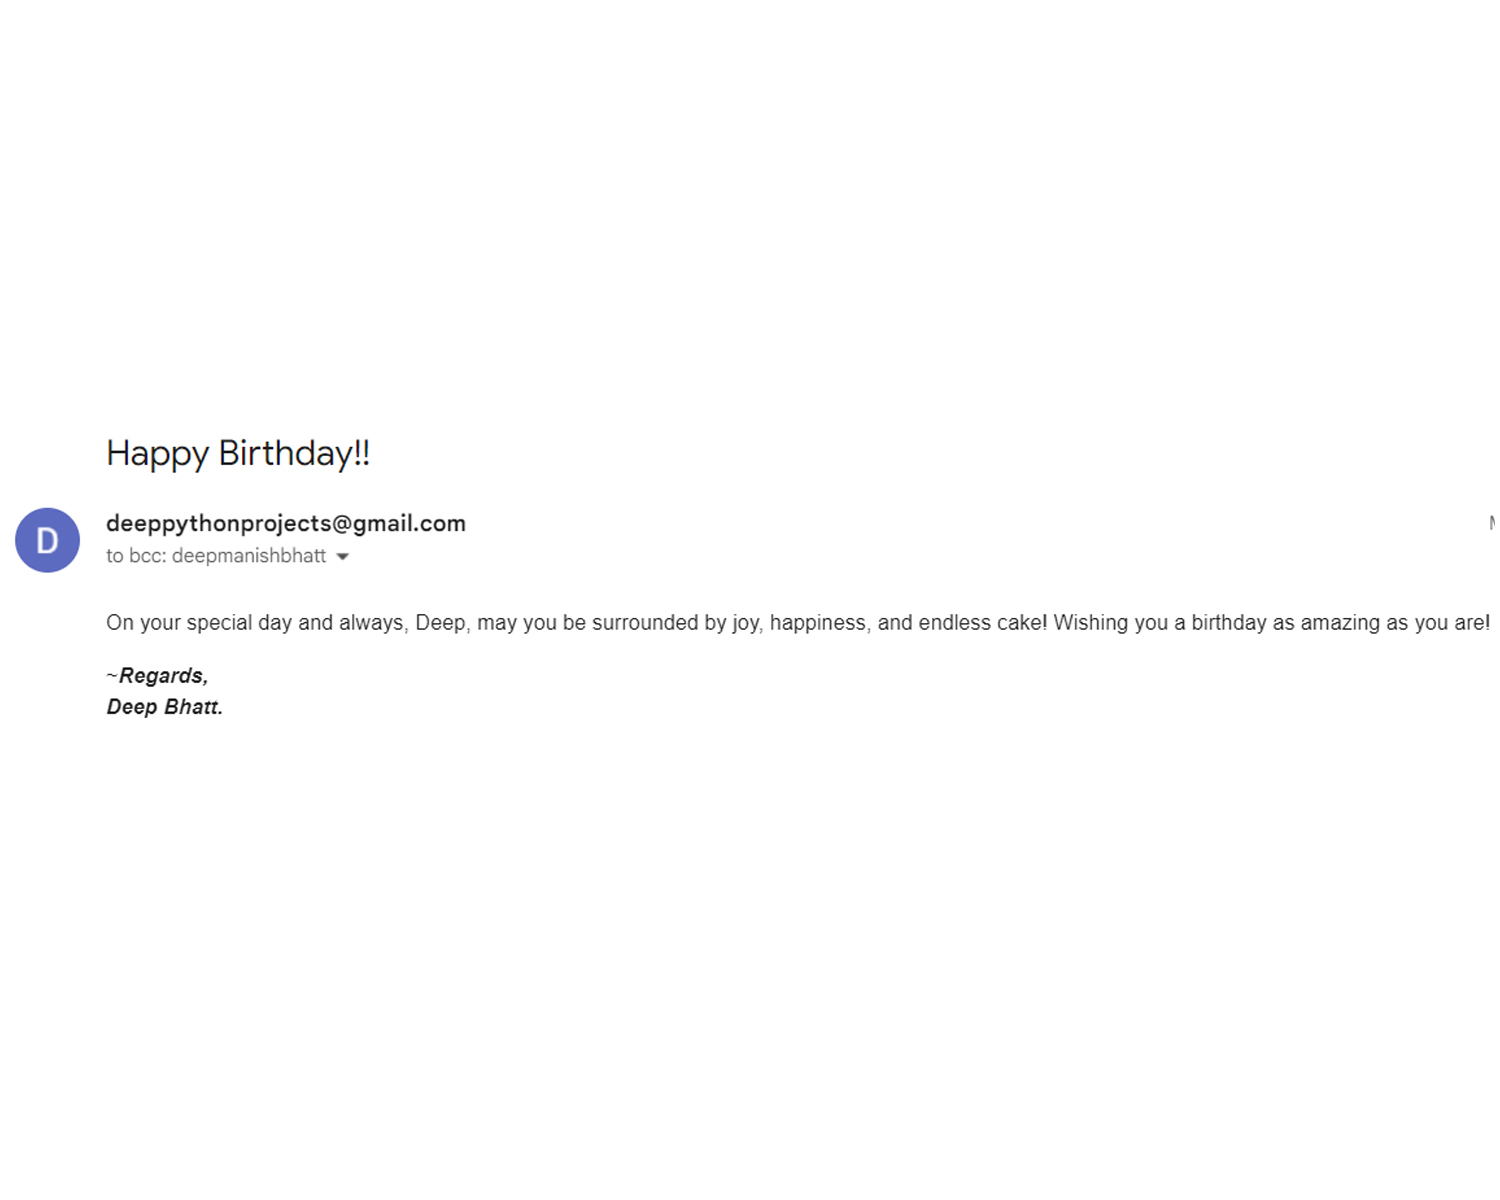 Happy Birthday!!
D
deeppythonprojects@gmail.com
to bcc: deepmanishbhatt
On your special day and always, Deep, may you be surrounded by joy, happiness, and endless cake! Wishing you a birthday as amazing as you are!
~Regards,
Deep Bhatt.